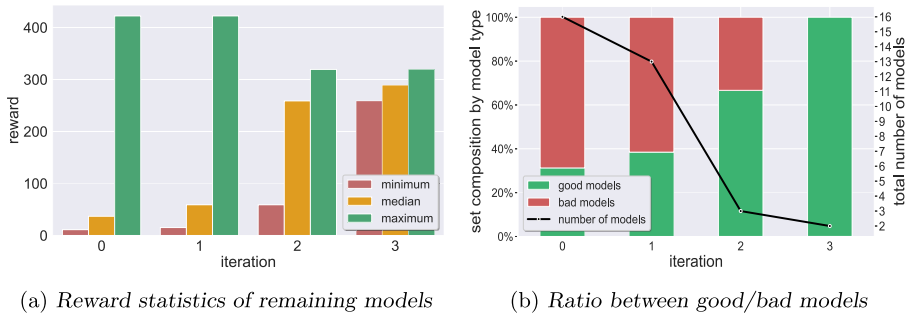 400
300
200
100
0
reward
0 1 2 3
iteration
minimum
median
maximum
(a) Reward statistics of remaining models
100%
80%
60%
40%
20%
0%
set composition by model type
16
15
13
12
11
9
8
7
6
5
4
3
2
total number of models
0 1 2 3
iteration
good models
bad models
number of models
(b) Ratio between good/bad models